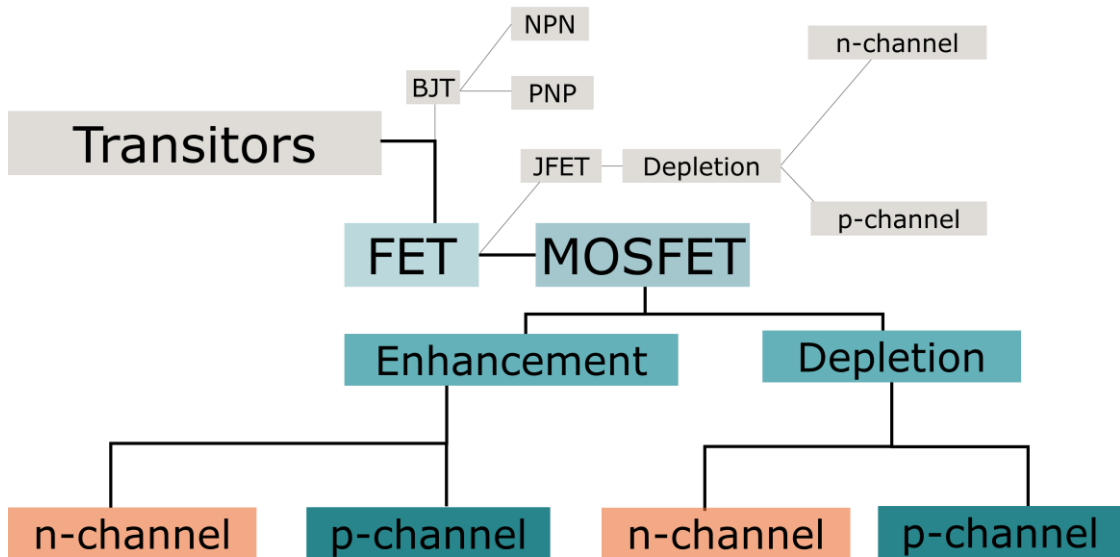 NPN
n-channel
BJT
PNP
Transitors
JFET
Depletion
p-channel
FET
MOSFET
Enhancement
Depletion
n-channel
p-channel
n-channel
p-channel